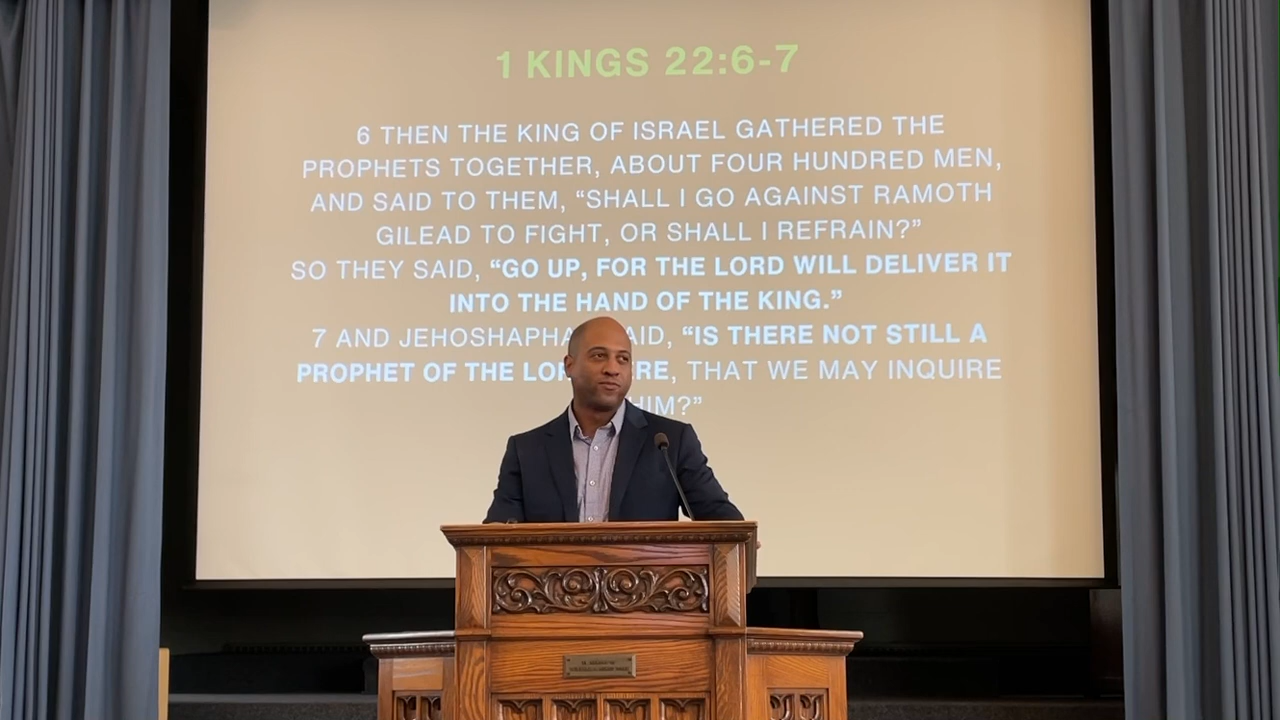 1 KINGS 22:6-7
6 THEN THE KING OF ISRAEL GATHERED THE
PROPHETS TOGETHER, ABOUT FOUR HUNDRED MEN,
AND SAID TO THEM, “SHALL I GO AGAINST RAMOTH
GILEAD TO FIGHT, OR SHALL I REFRAIN?”
SO THEY SAID, “GO UP, FOR THE LORD WILL DELIVER IT
INTO THE HAND OF THE KING.”
7 AND JEHOSHAPHA AID, “IS THERE NOT STILL A
PROPHET OF THE LOR ERE, THAT WE MAY INQUIRE
HIM?”